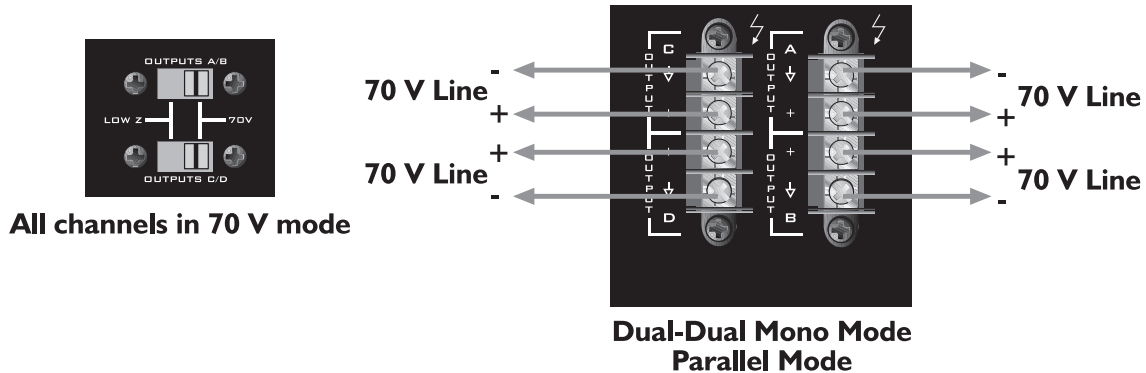 OUTPUTS A/B
LOW Z
70V
OUTPUTS C/D
All channels in 70 V mode
-
70 V Line
+
+
70 V Line
-
C
OUTPUT
+
+
OUTPUT
D
A
OUTPUT
+
+
OUTPUT
B
-
70 V Line
+
+
70 V Line
-
Dual-Dual Mono Mode
Parallel Mode